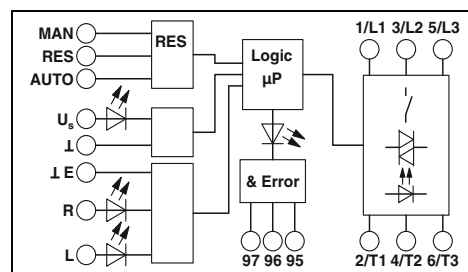 MAN
RES
AUTO
RES
Logic
µP
1/L1 3/L2 5/L3
Us
⊥
⊥ E
R
L
& Error
97 96 95
2/T1 4/T2 6/T3